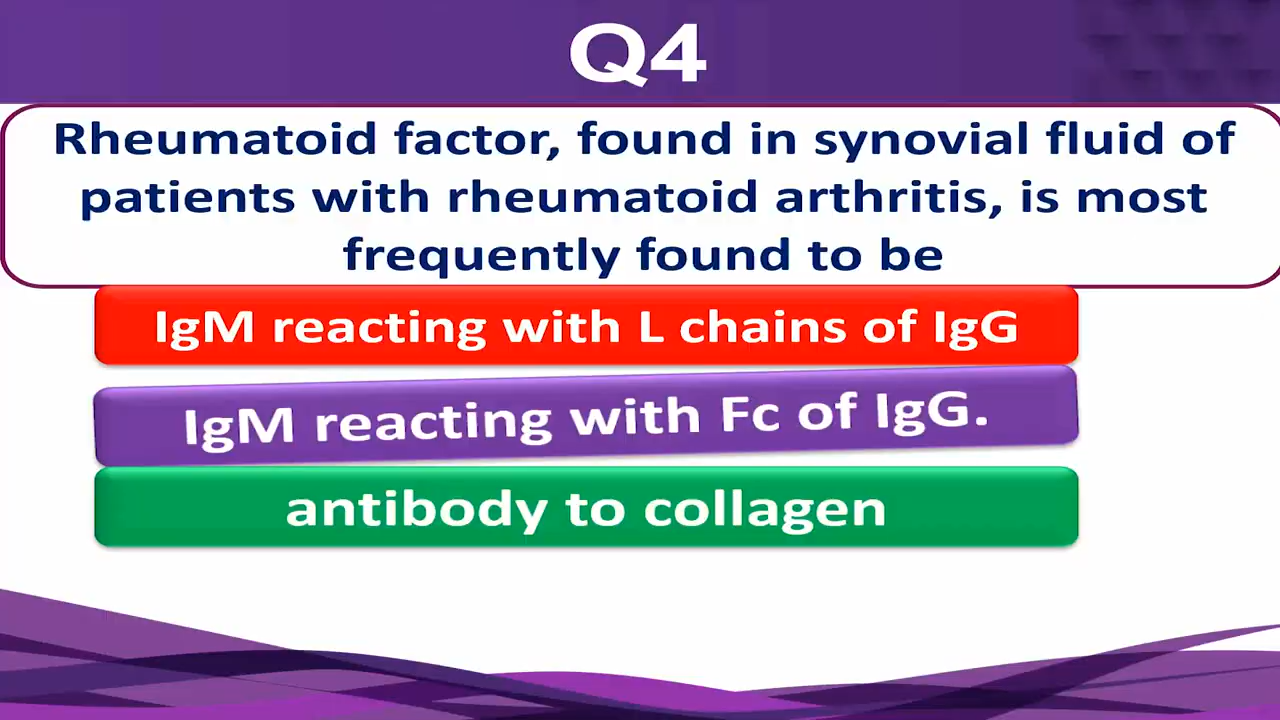 Q4
Rheumatoid factor, found in synovial fluid of
patients with rheumatoid arthritis, is most
frequently found to be
IgM reacting with L chains of IgG
IgM reacting with Fc of IgG.
antibody to collagen